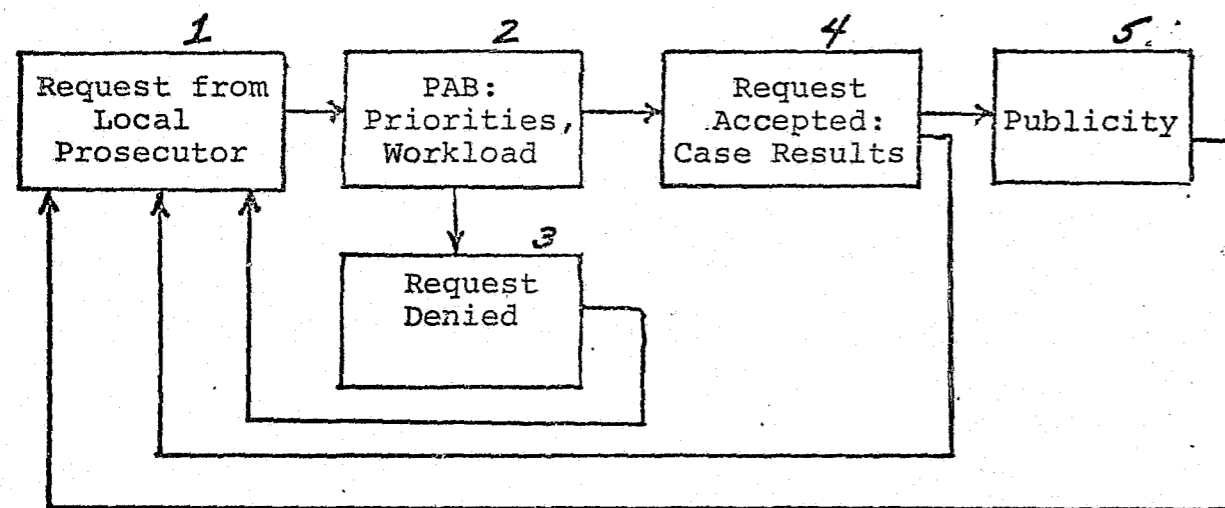 1
Request from
Local
Prosecutor
2
PAB:
Priorities,
Workload
3
Request
Denied
4
Request
Accepted:
Case Results
5
Publicity